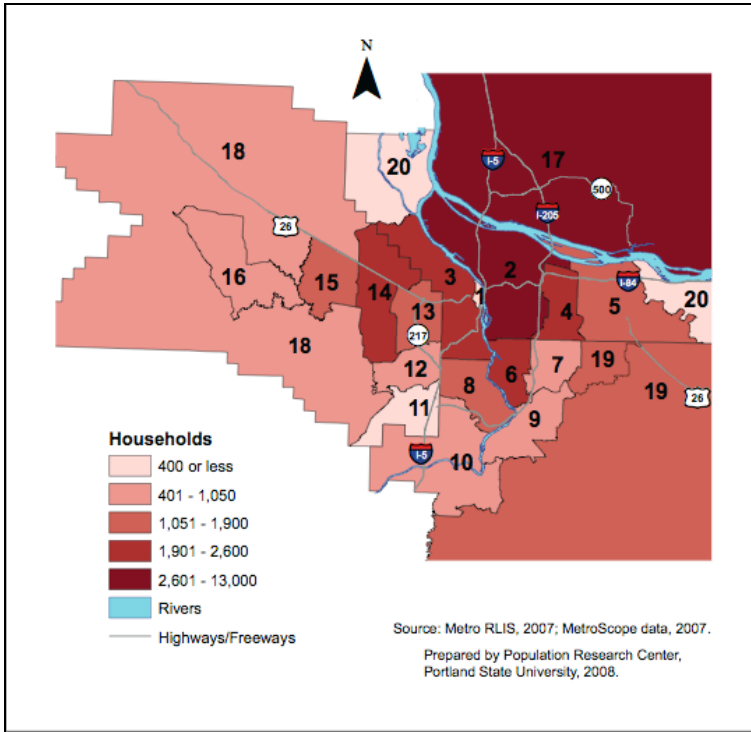 N
18
20
I-5
17
500
I-205
26
16
15
14
3
2
1
I-84
5
20
13
4
18
217
12
6
7
19
8
19
26
11
9
I-5
10
Households
400 or less
401 - 1,050
1,051 - 1,900
1,901 - 2,600
2,601 - 13,000
Rivers
Highways/Freeways
Source: Metro RLIS, 2007; MetroScope data, 2007.
Prepared by Population Research Center,
Portland State University, 2008.